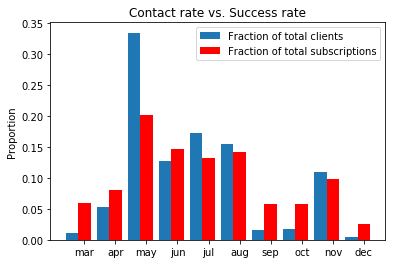 Contact rate vs. Success rate
Fraction of total clients
Fraction of total subscriptions
Proportion
0.35
0.30
0.25
0.20
0.15
0.10
0.05
0.00
mar apr may jun jul aug sep oct nov dec